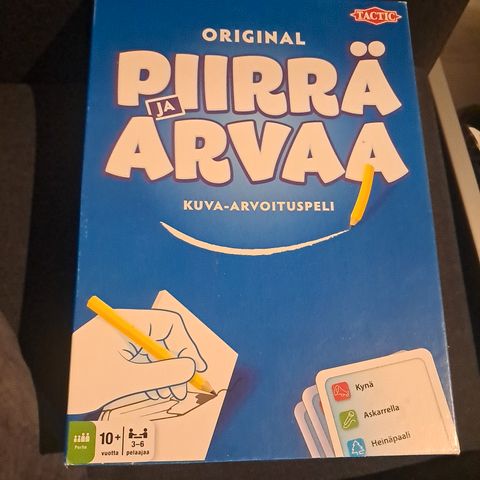 TACTIC
ORIGINAL
PIIRRÄ
JA
ARVAA
KUVA-ARVOITUSPELI
Kynä
Askarrella
Heinäpaali
Perhe
10+
vuotta
3-6
pelaajaa